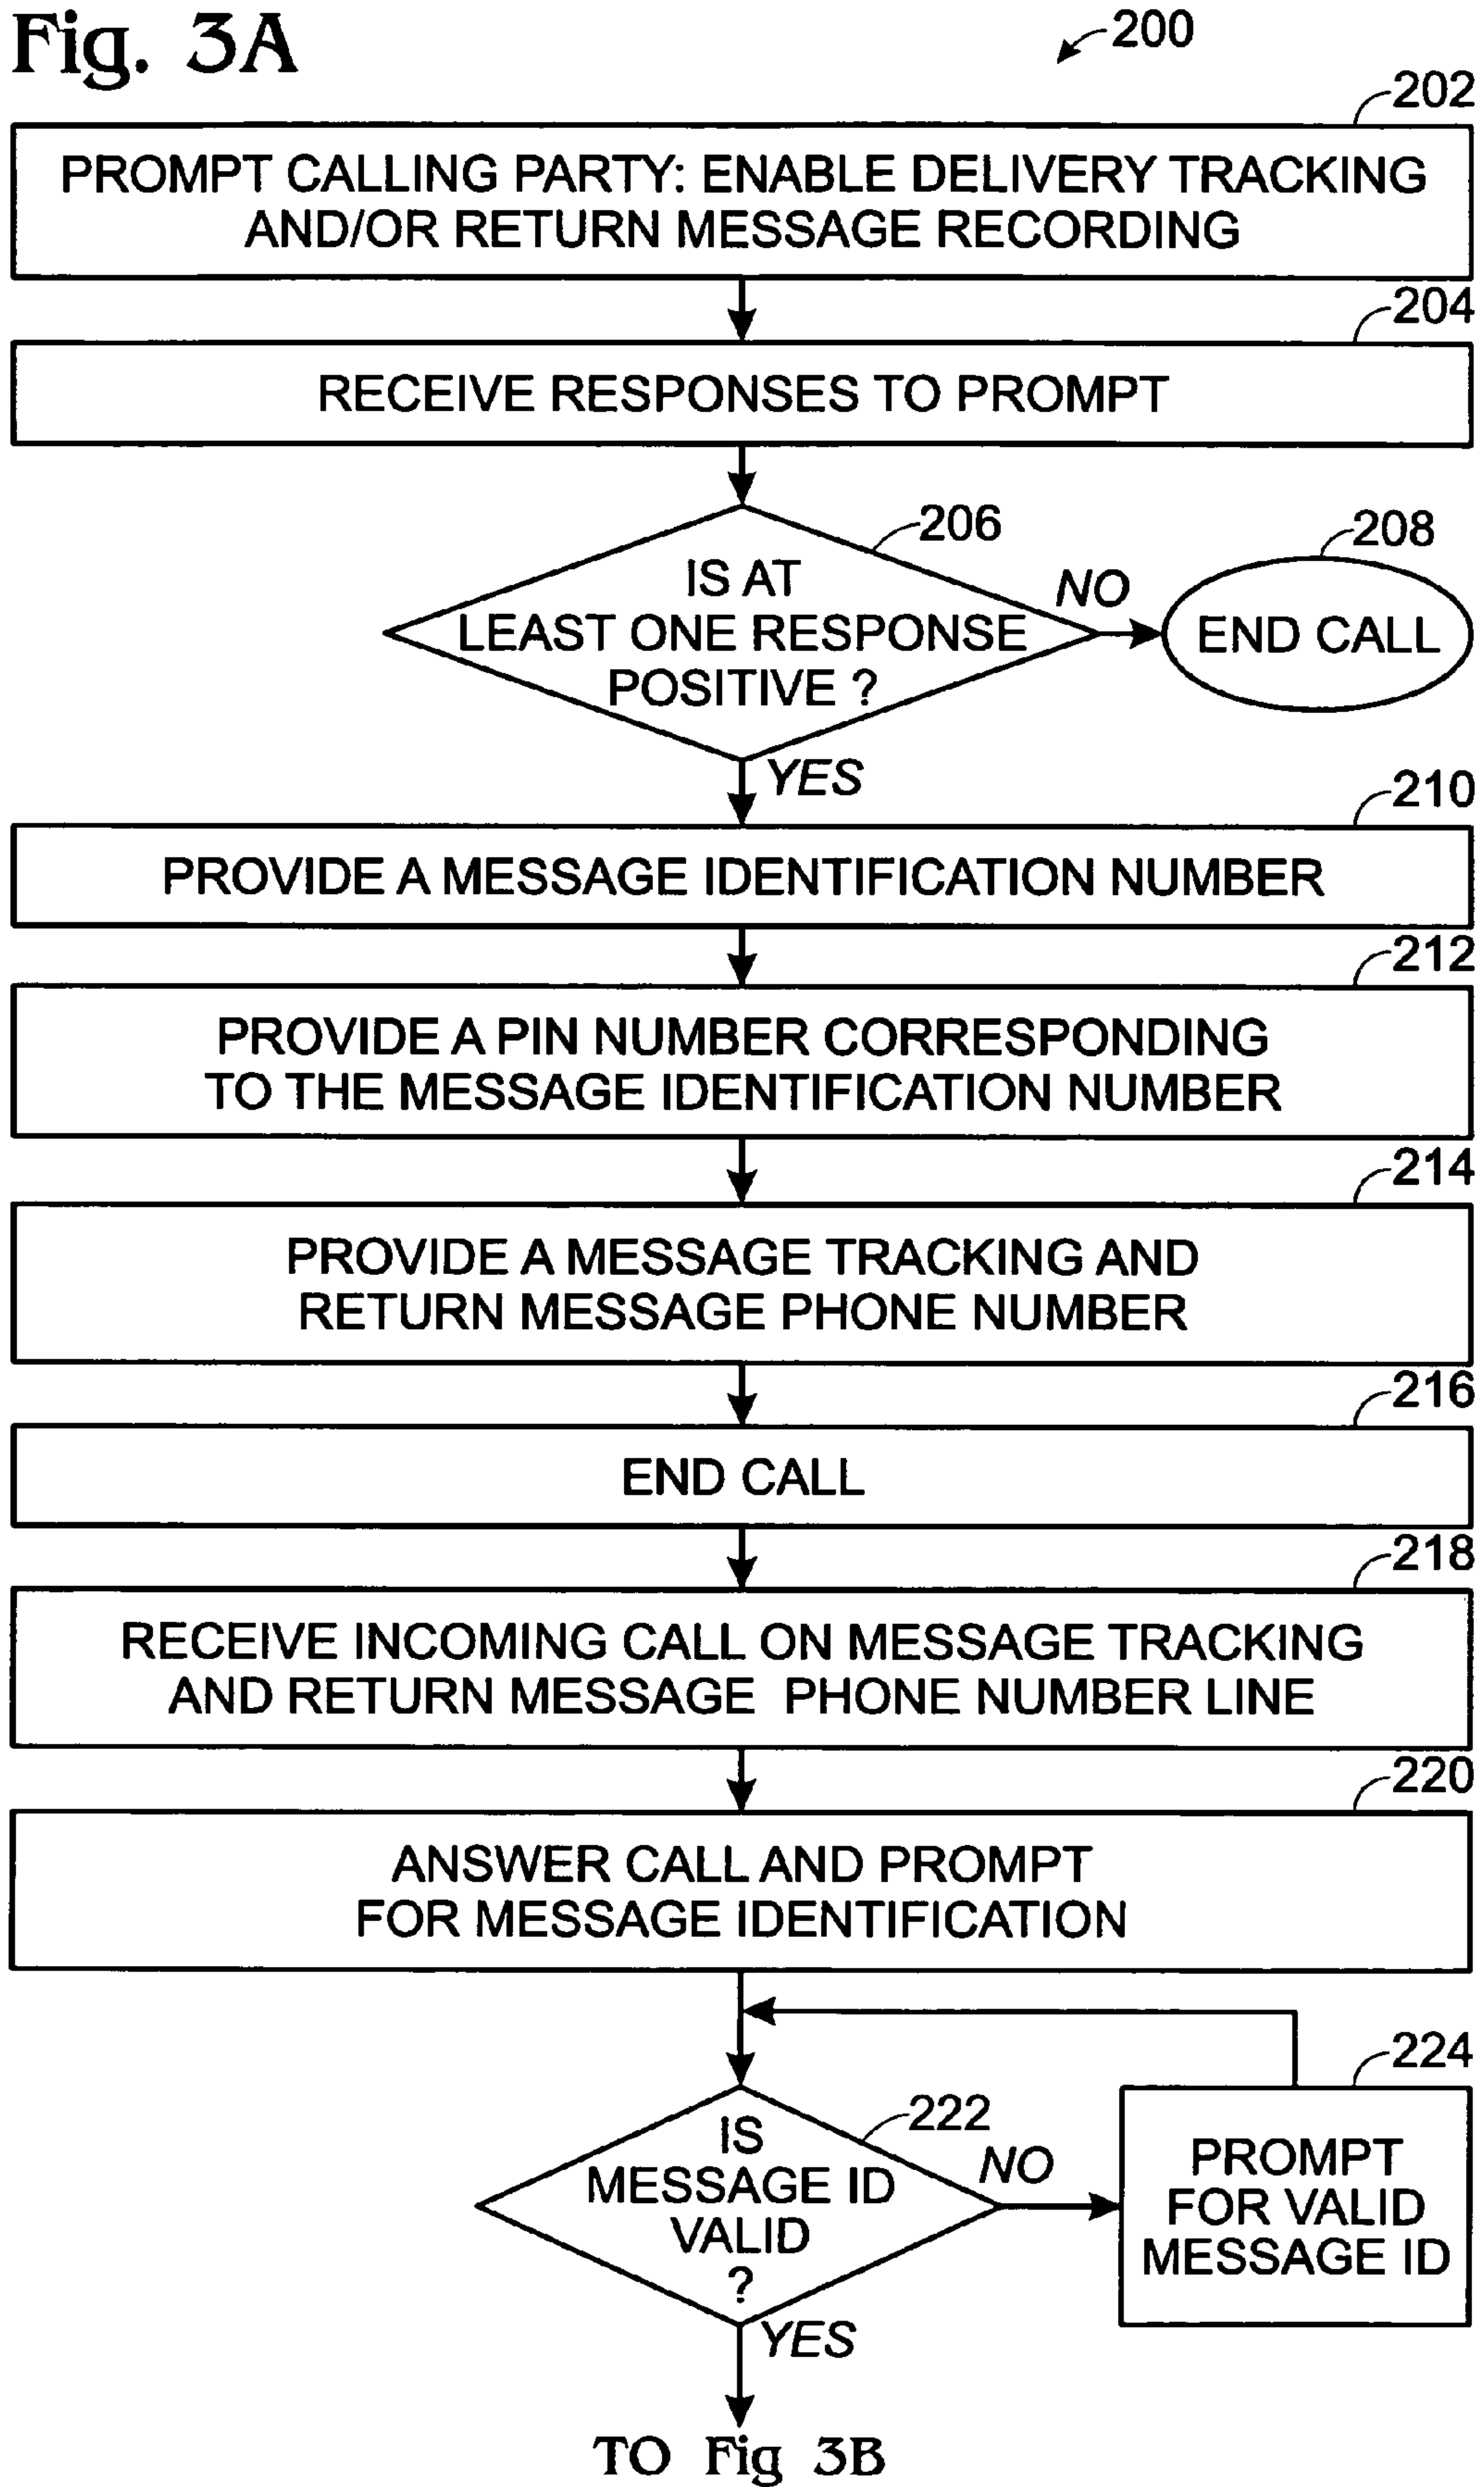 Fig. 3A
200
202
PROMPT CALLING PARTY: ENABLE DELIVERY TRACKING
AND/OR RETURN MESSAGE RECORDING
204
RECEIVE RESPONSES TO PROMPT
206
IS AT
LEAST ONE RESPONSE
POSITIVE ?
NO
208
END CALL
YES
210
PROVIDE A MESSAGE IDENTIFICATION NUMBER
212
PROVIDE A PIN NUMBER CORRESPONDING
TO THE MESSAGE IDENTIFICATION NUMBER
214
PROVIDE A MESSAGE TRACKING AND
RETURN MESSAGE PHONE NUMBER
216
END CALL
218
RECEIVE INCOMING CALL ON MESSAGE TRACKING
AND RETURN MESSAGE PHONE NUMBER LINE
220
ANSWER CALL AND PROMPT
FOR MESSAGE IDENTIFICATION
222
IS
MESSAGE ID
VALID
?
NO
224
PROMPT
FOR VALID
MESSAGE ID
YES
TO Fig 3B